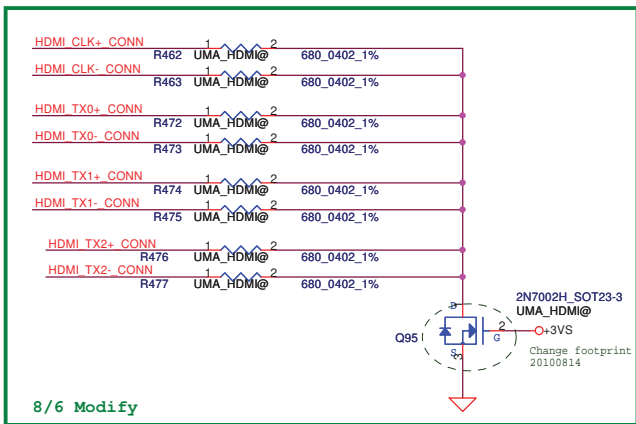 HDMI_CLK+_CONN
1 2
R462 UMA_HDMI@ 680_0402_1%
HDMI_CLK-_CONN
1 2
R463 UMA_HDMI@ 680_0402_1%
HDMI_TX0+_CONN
1 2
R472 UMA_HDMI@ 680_0402_1%
HDMI_TX0-_CONN
1 2
R473 UMA_HDMI@ 680_0402_1%
HDMI_TX1+_CONN
1 2
R474 UMA_HDMI@ 680_0402_1%
HDMI_TX1-_CONN
1 2
R475 UMA_HDMI@ 680_0402_1%
HDMI_TX2+_CONN
1 2
R476 UMA_HDMI@ 680_0402_1%
HDMI_TX2-_CONN
1 2
R477 UMA_HDMI@ 680_0402_1%
2N7002H_SOT23-3
UMA_HDMI@
D
2
+3VS
Q95
G
S
3
Change footprint
20100814
8/6 Modify